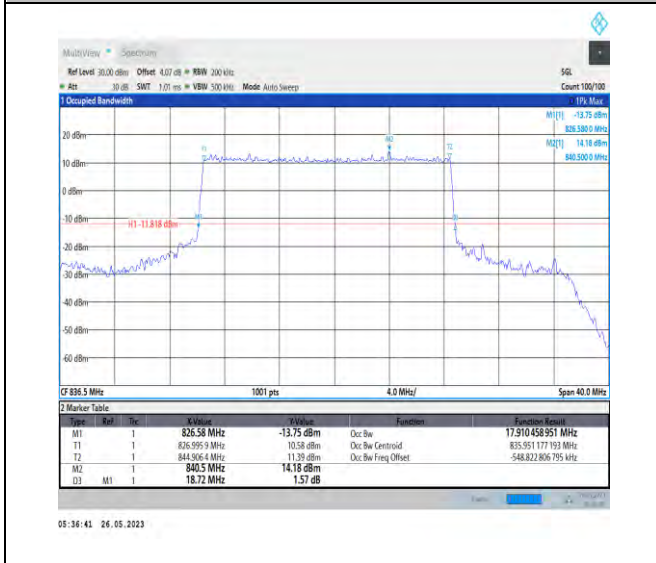 MultiView Spectrum
Ref Level 30.00 dBm Offset 4.07 dB RBW 200 kHz SGL
Att 30 dB SWT 1.01 ms VBW 500 kHz Mode Auto Sweep Count 100/100
1 Occupied Bandwidth 1Pk Max
M1[1] -13.75 dBm
826.580 0 MHz
M2[1] 14.18 dBm
840.500 0 MHz
20 dBm
T1 M2 T2
10 dBm
0 dBm
-10 dBm
H1 -11.818 dBm M1 D3
-20 dBm
-30 dBm
-40 dBm
-50 dBm
-60 dBm
CF 836.5 MHz 1001 pts 4.0 MHz/ Span 40.0 MHz
2 Marker Table
Type Ref Trc X-Value Y-Value Function Function Result
M1 1 826.58 MHz -13.75 dBm Occ Bw 17.910 458 951 MHz
T1 1 826.995 9 MHz 10.58 dBm Occ Bw Centroid 835.951 177 193 MHz
T2 1 844.906 4 MHz 11.39 dBm Occ Bw Freq Offset -548.822 806 795 kHz
M2 1 840.5 MHz 14.18 dBm
D3 M1 1 18.72 MHz 1.57 dB
05:36:41 26.05.2023